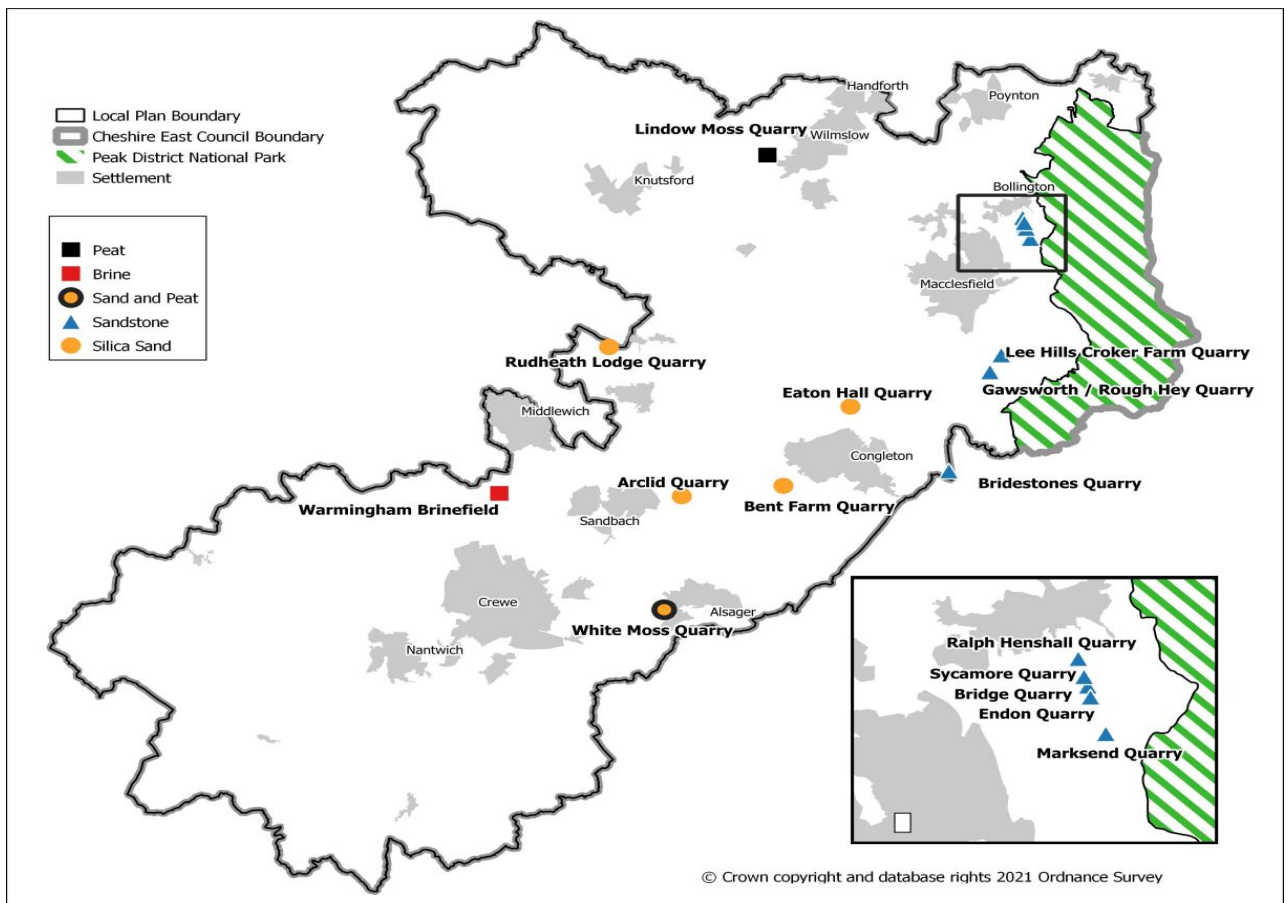 Local Plan Boundary
Cheshire East Council Boundary
Peak District National Park
Settlement
Peat
Brine
Sand and Peat
Sandstone
Silica Sand
Handforth
Poynton
Lindow Moss Quarry
Wilmslow
Knutsford
Bollington
Macclesfield
Rudheath Lodge Quarry
Lee Hills Croker Farm Quarry
Gawsworth / Rough Hey Quarry
Eaton Hall Quarry
Middlewich
Congleton
Arclid Quarry
Bridestones Quarry
Bent Farm Quarry
Warmingham Brinefield
Sandbach
Crewe
Alsager
White Moss Quarry
Nantwich
Ralph Henshall Quarry
Sycamore Quarry
Bridge Quarry
Endon Quarry
Marksend Quarry
© Crown copyright and database rights 2021 Ordnance Survey